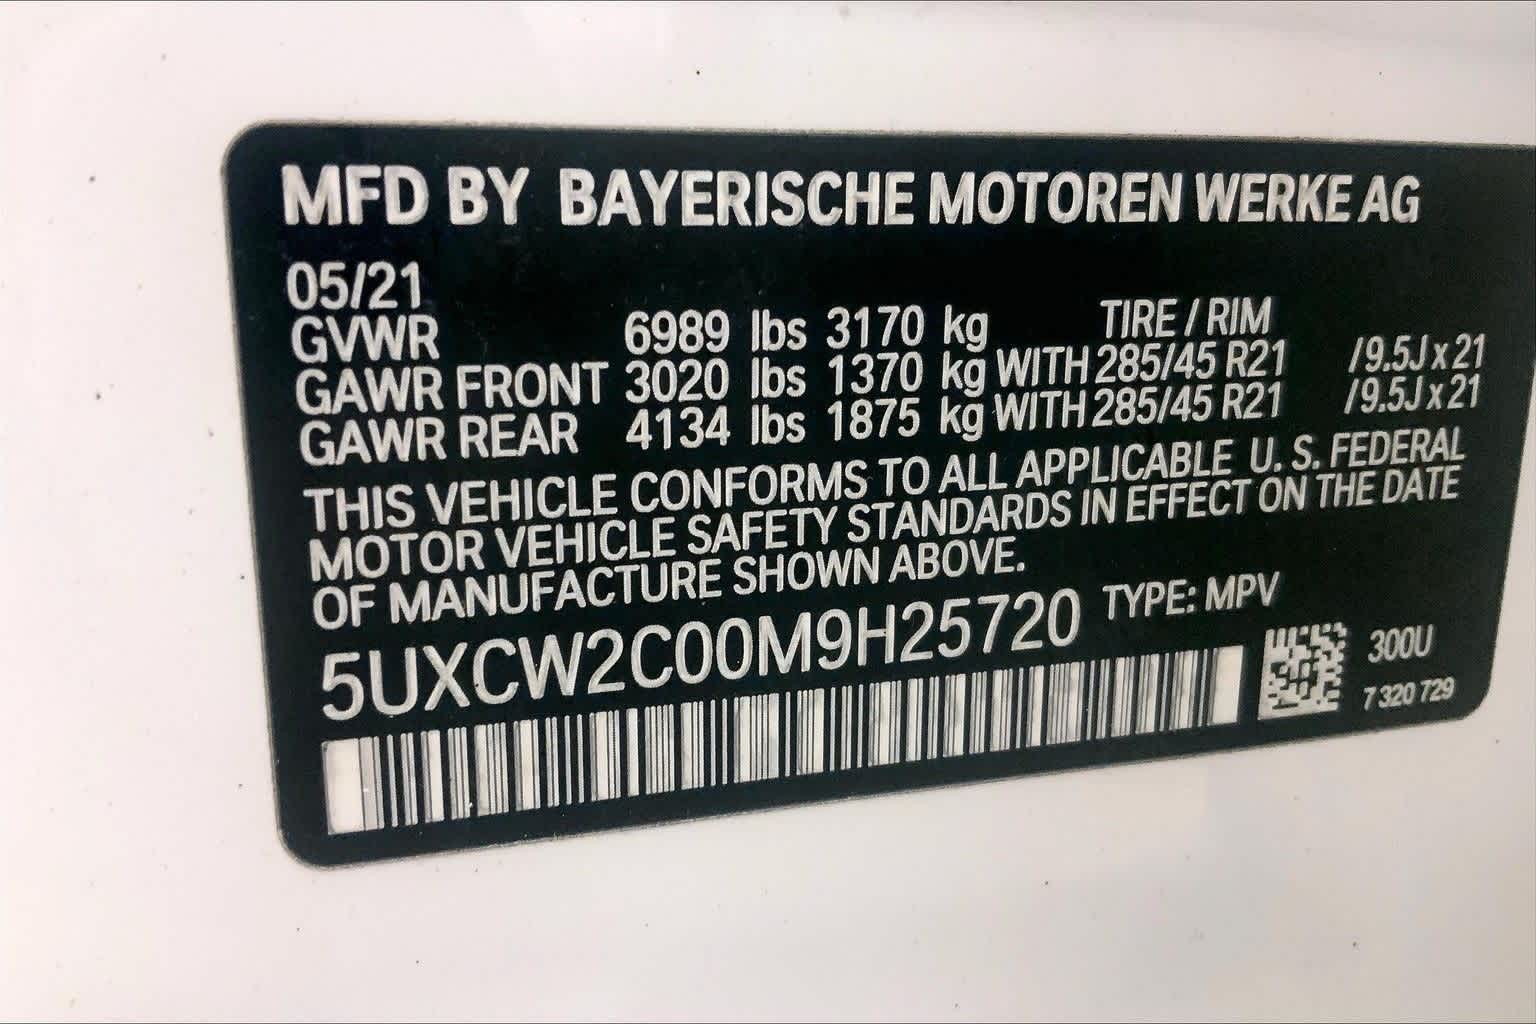 MFD BY BAYERISCHE MOTOREN WERKE AG
05/21
GVWR 6989 lbs 3170 kg TIRE / RIM
GAWR FRONT 3020 lbs 1370 kg WITH 285/45 R21 /9.5J x 21
GAWR REAR 4134 lbs 1875 kg WITH 285/45 R21 /9.5J x 21
THIS VEHICLE CONFORMS TO ALL APPLICABLE U. S. FEDERAL
MOTOR VEHICLE SAFETY STANDARDS IN EFFECT ON THE DATE
OF MANUFACTURE SHOWN ABOVE.
5UXCW2C00M9H25720 TYPE: MPV
300U
7 320 729